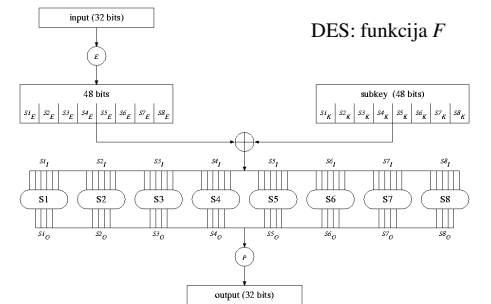 input (32 bits)
DES: funkcija F
E
48 bits
S1E S2E S3E S4E S5E S6E S7E S8E
subkey (48 bits)
S1K S2K S3K S4K S5K S6K S7K S8K
S1I S2I S3I S4I S5I S6I S7I S8I
S1 S2 S3 S4 S5 S6 S7 S8
S1O S2O S3O S4O S5O S6O S7O S8O
P
output (32 bits)